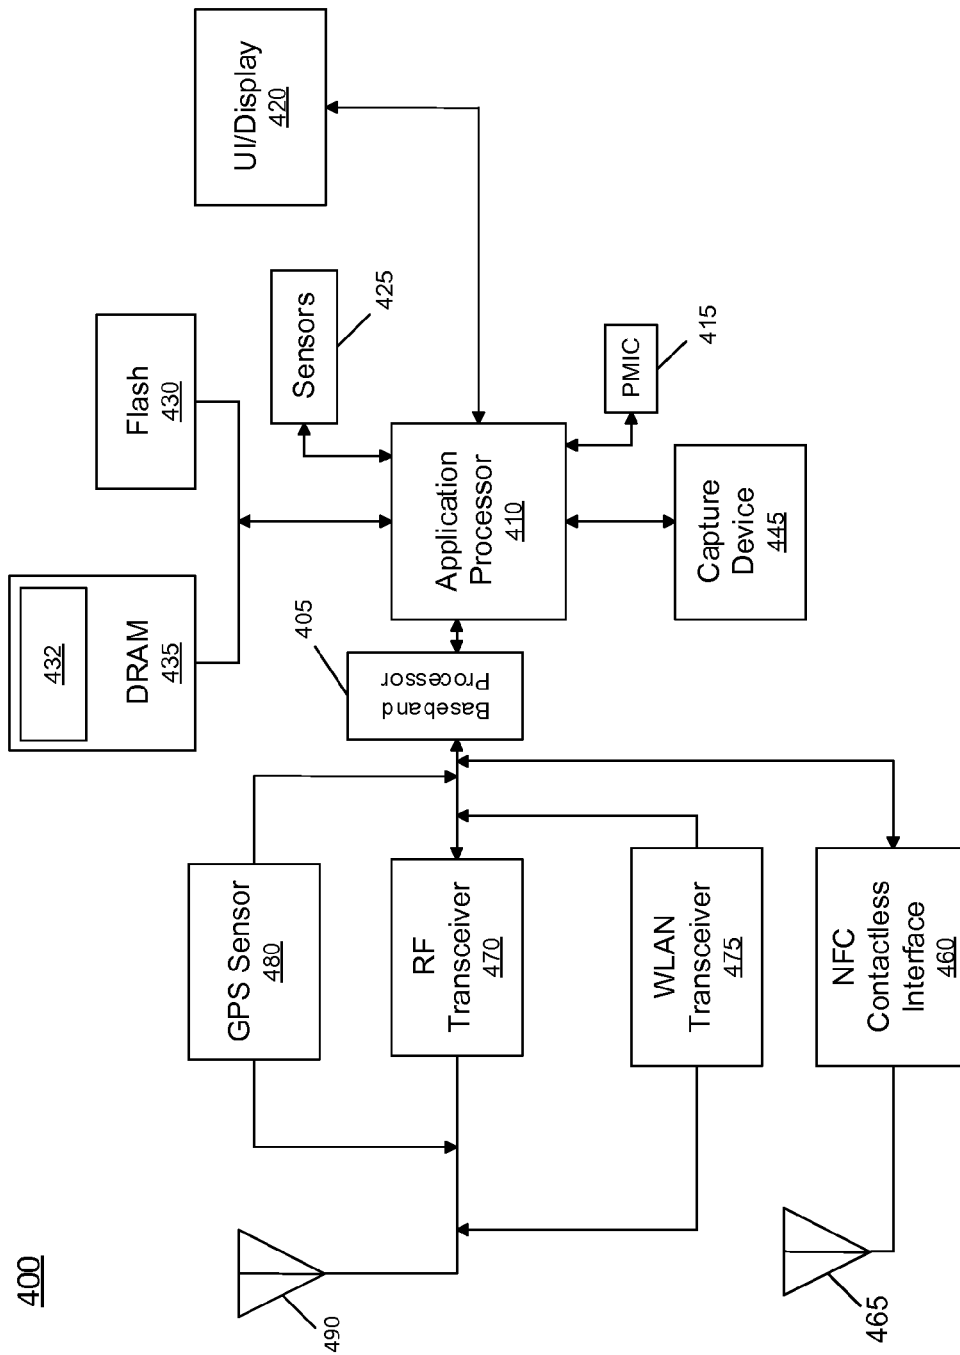 400
UI/Display
420
Flash
430
Sensors
425
432
DRAM
435
Application
Processor
410
PMIC
415
Capture
Device
445
405
Baseband
Processor
GPS Sensor
480
RF
Transceiver
470
WLAN
Transceiver
475
NFC
Contactless
Interface
460
490
465